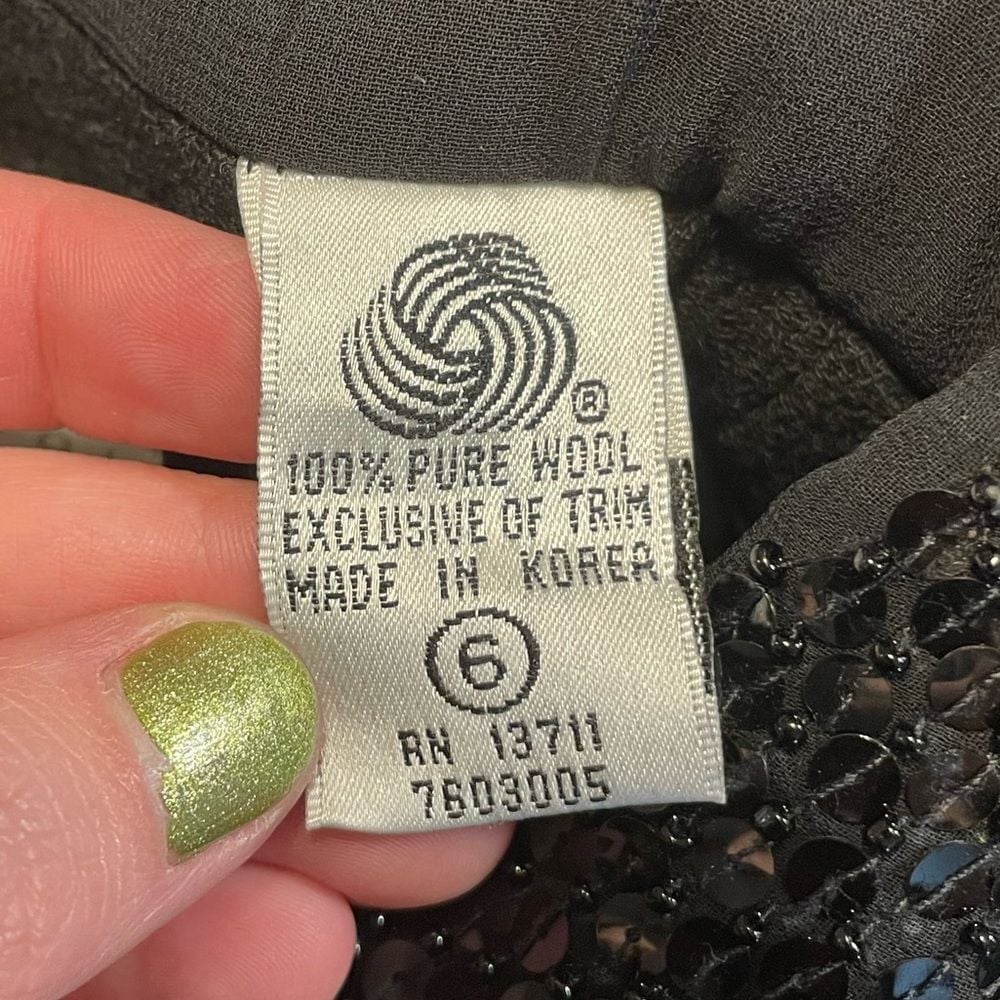 ®
100% PURE WOOL
EXCLUSIVE OF TRIM
MADE IN KOREA
6
RN 13711
7803005